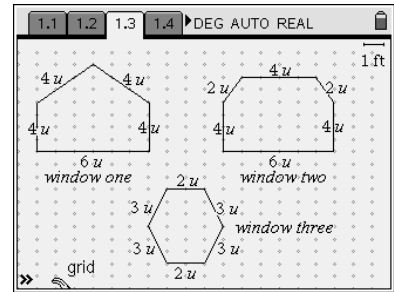 1.1 1.2 1.3 1.4 DEG AUTO REAL
1 ft
4 u 4 u
4 u 4 u
6 u
window one
4 u
2 u 2 u
4 u 4 u
6 u
window two
2 u
3 u 3 u
3 u 3 u
2 u
window three
grid